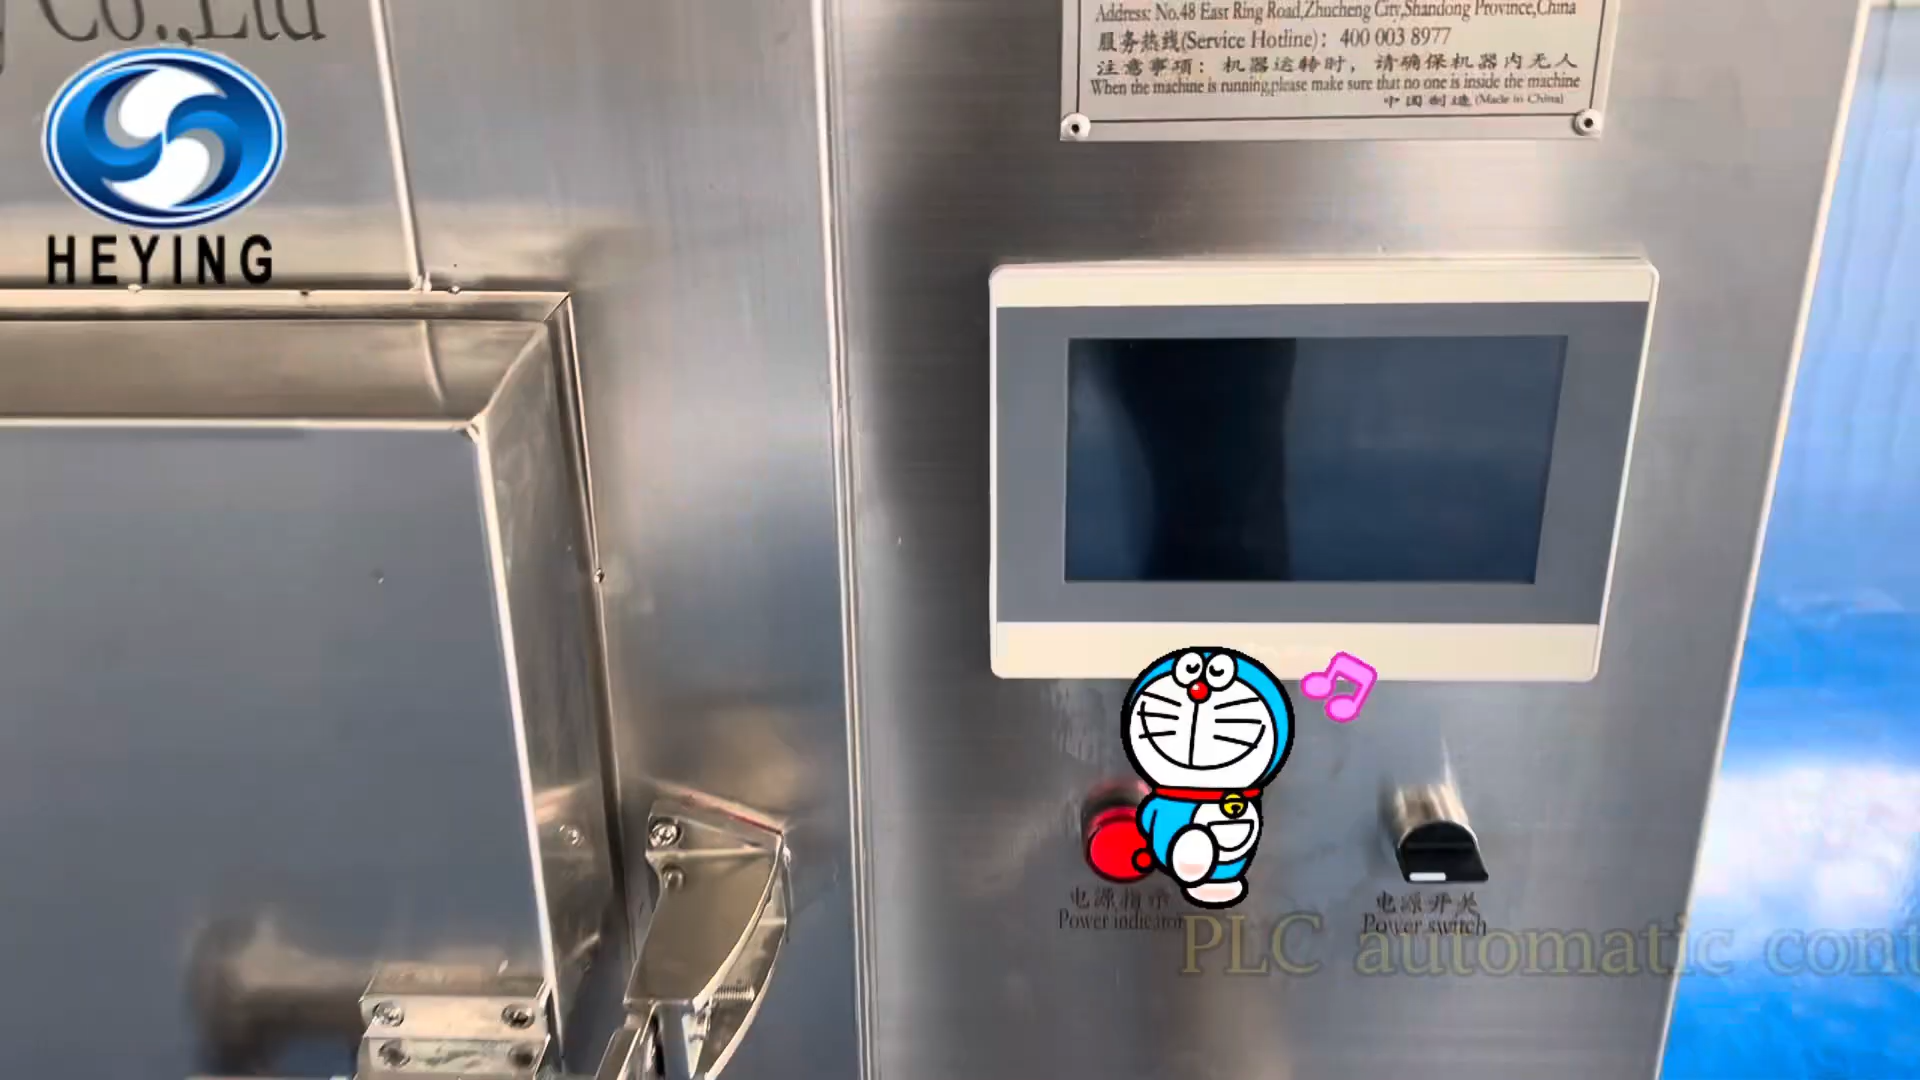 Co.,Ltd
HEYING
Address: No.48 East Ring Road,Zhucheng City,Shandong Province,China
服务热线(Service Hotline)：400 003 8977
注意事项：机器运转时，请确保机器内无人
When the machine is running,please make sure that no one is inside the machine
中国制造(Made in China)
电源指示
Power indicator
电源开关
Power switch
PLC automatic cont